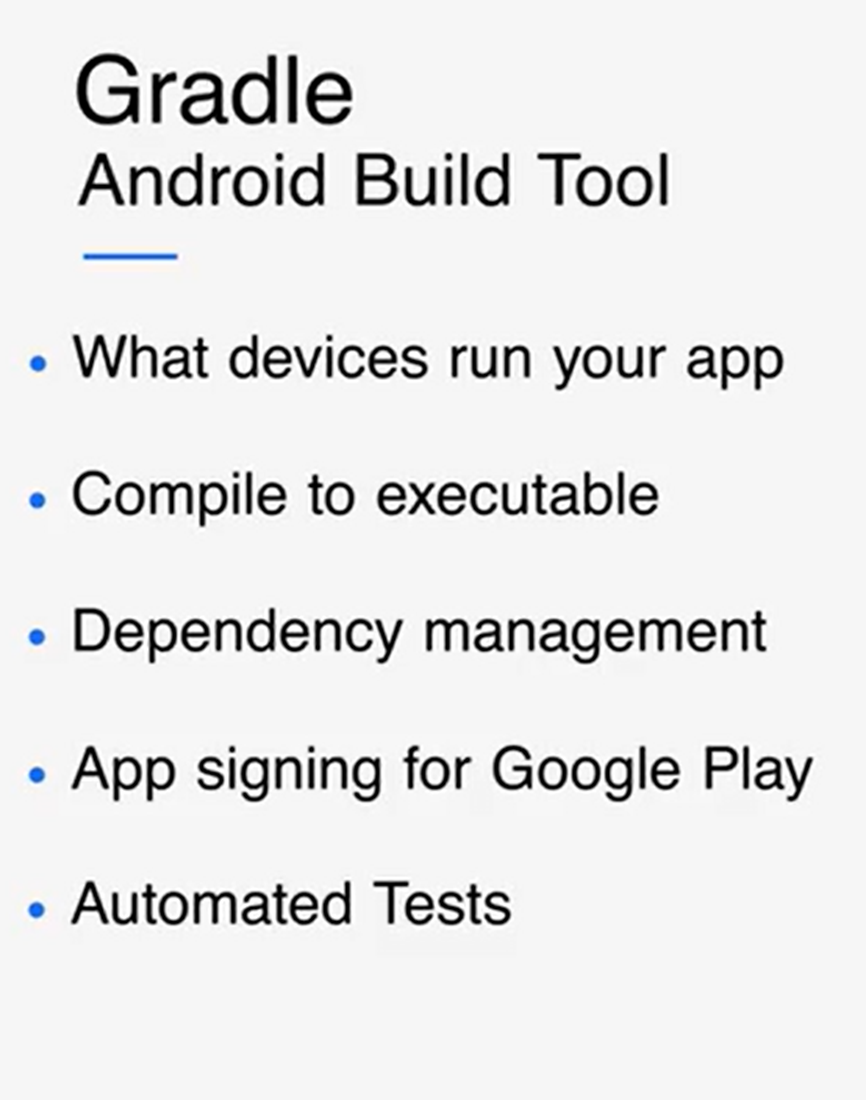 Gradle
Android Build Tool
What devices run your app
Compile to executable
Dependency management
App signing for Google Play
Automated Tests